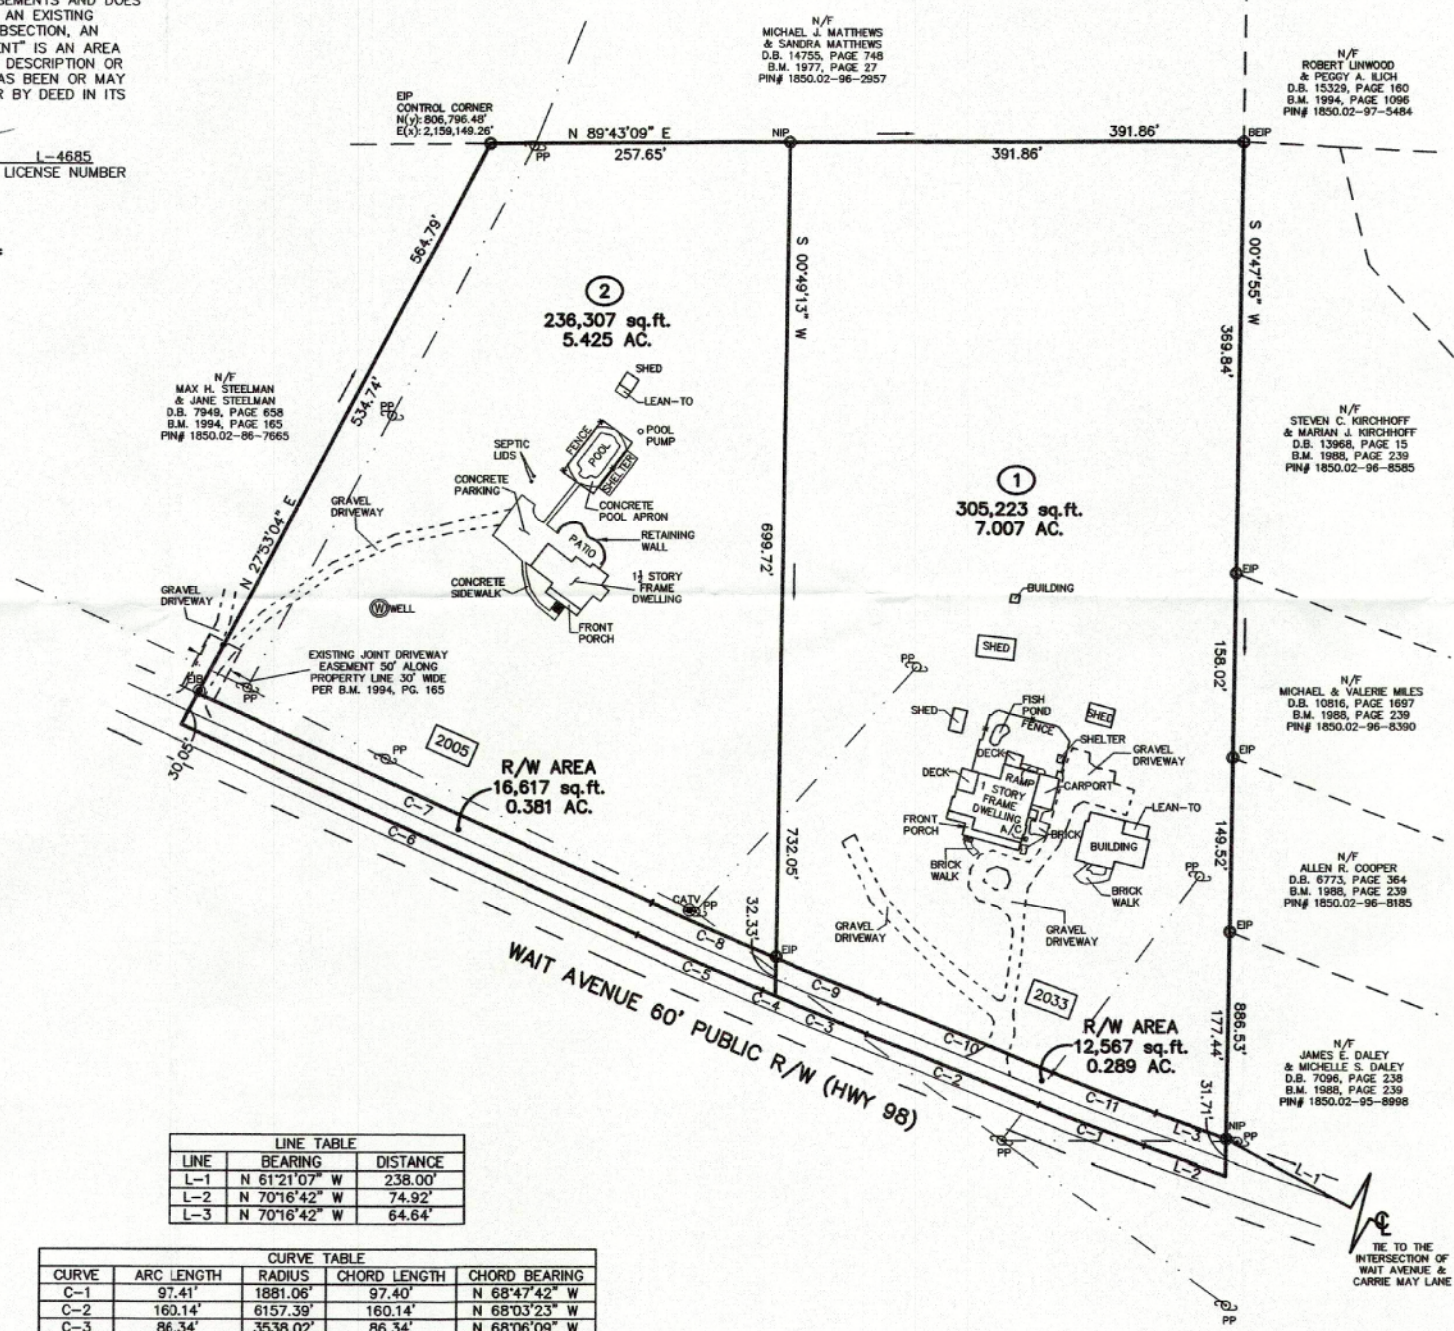 SEMENTS AND DOES
AN EXISTING
BSECTION, AN
ENT" IS AN AREA
DESCRIPTION OR
AS BEEN OR MAY
R BY DEED IN ITS
L-4685
LICENSE NUMBER
N/F
MICHAEL J. MATTHEWS
& SANDRA MATTHEWS
D.B. 14755, PAGE 748
B.M. 1977, PAGE 27
PIN# 1850.02-96-2957
N/F
ROBERT LINWOOD
& PEGGY A. ILICH
D.B. 15329, PAGE 160
B.M. 1994, PAGE 1096
PIN# 1850.02-97-5484
EIP
CONTROL CORNER
N(y): 806,796.48'
E(x): 2,159,149.26'
N 89°43'09" E
257.65'
PP
NIP
391.86'
391.86'
BEIP
564.79'
534.74'
N 27°53'04" E
S 00°49'13" W
S 00°47'55" W
369.84'
2
236,307 sq.ft.
5.425 AC.
SHED
LEAN-TO
POOL
PUMP
FENCE
POOL
SHELTER
SEPTIC
LIDS
CONCRETE
PARKING
CONCRETE
POOL APRON
RETAINING
WALL
PATIO
1½ STORY
FRAME
DWELLING
CONCRETE
SIDEWALK
FRONT
PORCH
PP
GRAVEL
DRIVEWAY
GRAVEL
DRIVEWAY
W WELL
N/F
MAX H. STEELMAN
& JANE STEELMAN
D.B. 7949, PAGE 658
B.M. 1994, PAGE 165
PIN# 1850.02-86-7665
EXISTING JOINT DRIVEWAY
EASEMENT 50' ALONG
PROPERTY LINE 30' WIDE
PER B.M. 1994, PG. 165
PP
30.05'
PP
2005
R/W AREA
16,617 sq.ft.
0.381 AC.
C-7
C-6
699.72'
732.05'
32.33'
CATV
PP
EIP
C-8
C-5
C-4
C-9
C-3
C-10
C-2
C-11
C-1
L-3
L-2
L-1
WAIT AVENUE 60' PUBLIC R/W (HWY 98)
1
305,223 sq.ft.
7.007 AC.
BUILDING
SHED
PP
SHED
FISH
POND
FENCE
SHED
SHELTER
GRAVEL
DRIVEWAY
DECK
DECK
RAMP
CARPORT
1 STORY
FRAME
DWELLING
A/C
LEAN-TO
FRONT
PORCH
BRICK
BUILDING
BRICK
WALK
BRICK
WALK
GRAVEL
DRIVEWAY
GRAVEL
DRIVEWAY
PP
2033
R/W AREA
12,567 sq.ft.
0.289 AC.
EIP
158.02'
EIP
149.52'
EIP
886.53'
177.44'
31.71'
NIP
PP
PP
PP
N/F
STEVEN C. KIRCHHOFF
& MARIAN J. KIRCHHOFF
D.B. 13968, PAGE 15
B.M. 1988, PAGE 239
PIN# 1850.02-96-8585
N/F
MICHAEL & VALERIE MILES
D.B. 10816, PAGE 1697
B.M. 1988, PAGE 239
PIN# 1850.02-96-8390
N/F
ALLEN R. COOPER
D.B. 6773, PAGE 364
B.M. 1988, PAGE 239
PIN# 1850.02-96-8185
N/F
JAMES E. DALEY
& MICHELLE S. DALEY
D.B. 7096, PAGE 238
B.M. 1988, PAGE 239
PIN# 1850.02-95-8998
TIE TO THE
INTERSECTION OF
WAIT AVENUE &
CARRIE MAY LANE
LINE TABLE
LINE BEARING DISTANCE
L-1 N 61°21'07" W 238.00'
L-2 N 70°16'42" W 74.92'
L-3 N 70°16'42" W 64.64'
CURVE TABLE
CURVE ARC LENGTH RADIUS CHORD LENGTH CHORD BEARING
C-1 97.41' 1881.06' 97.40' N 68°47'42" W
C-2 160.14' 6157.39' 160.14' N 68°03'23" W
C-3 86.34' 3538.02' 86.34' N 68°06'09" W